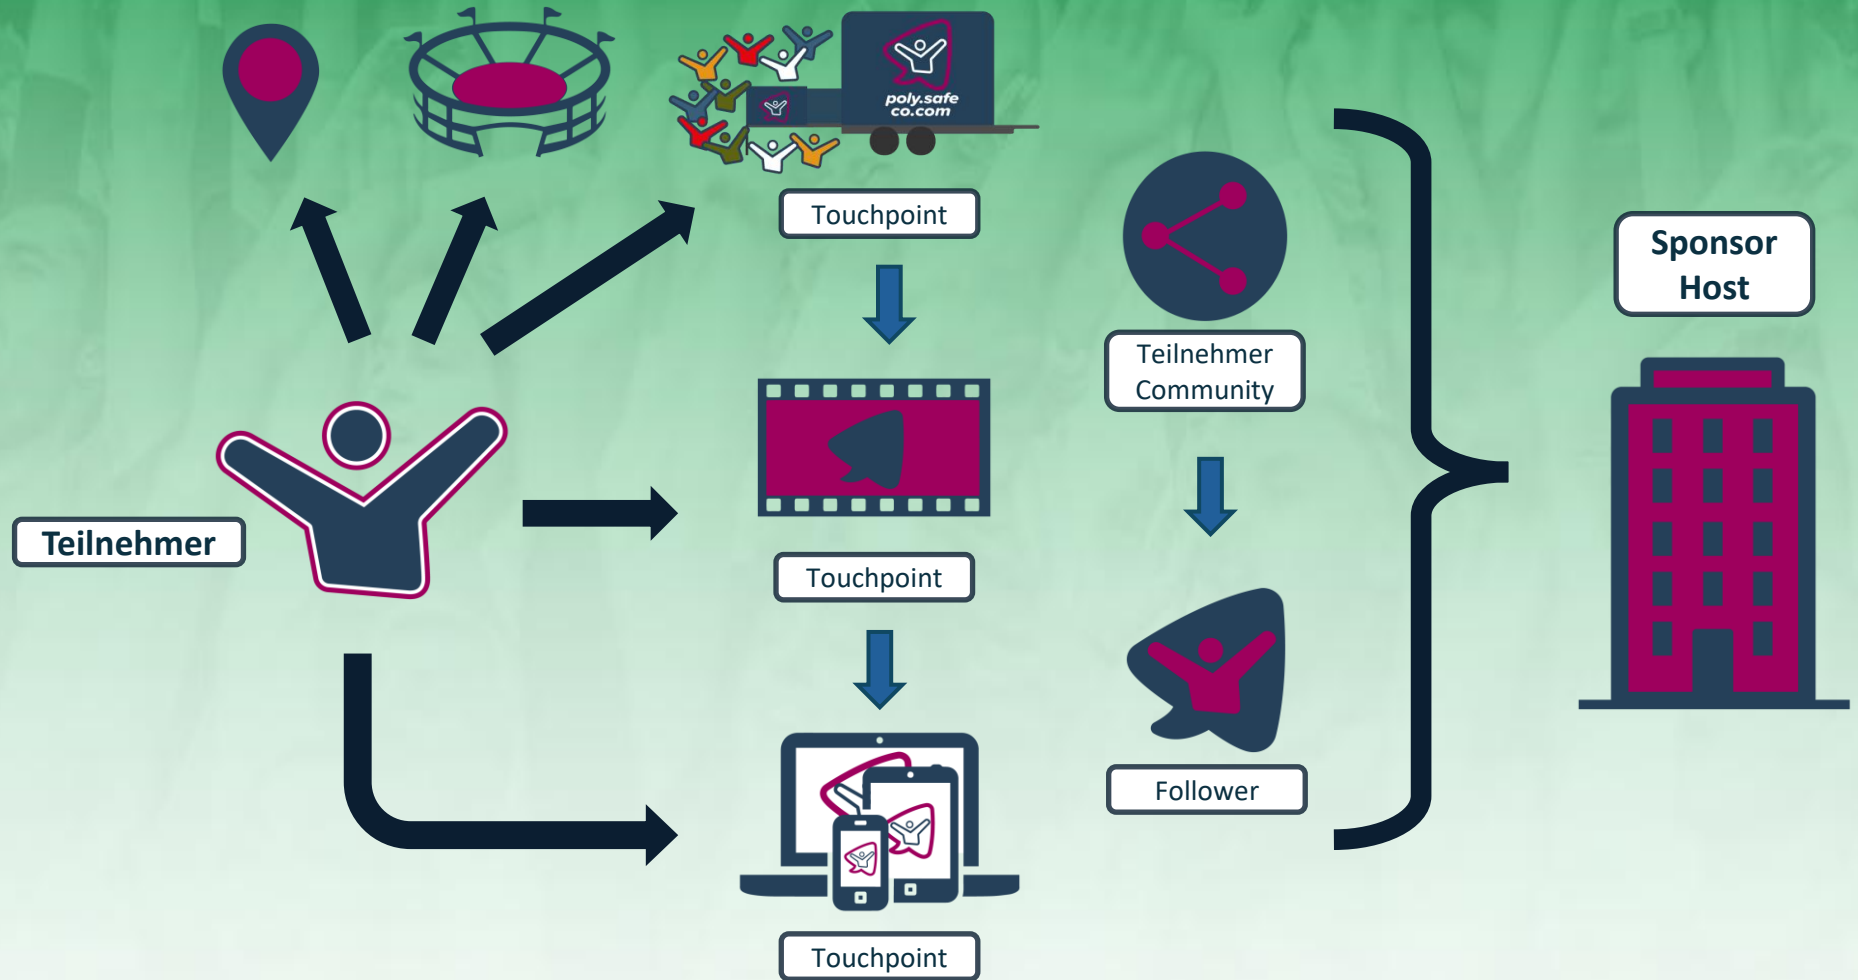 poly.safe
co.com
Touchpoint
Sponsor
Host
Teilnehmer
Community
Teilnehmer
Touchpoint
Follower
Touchpoint